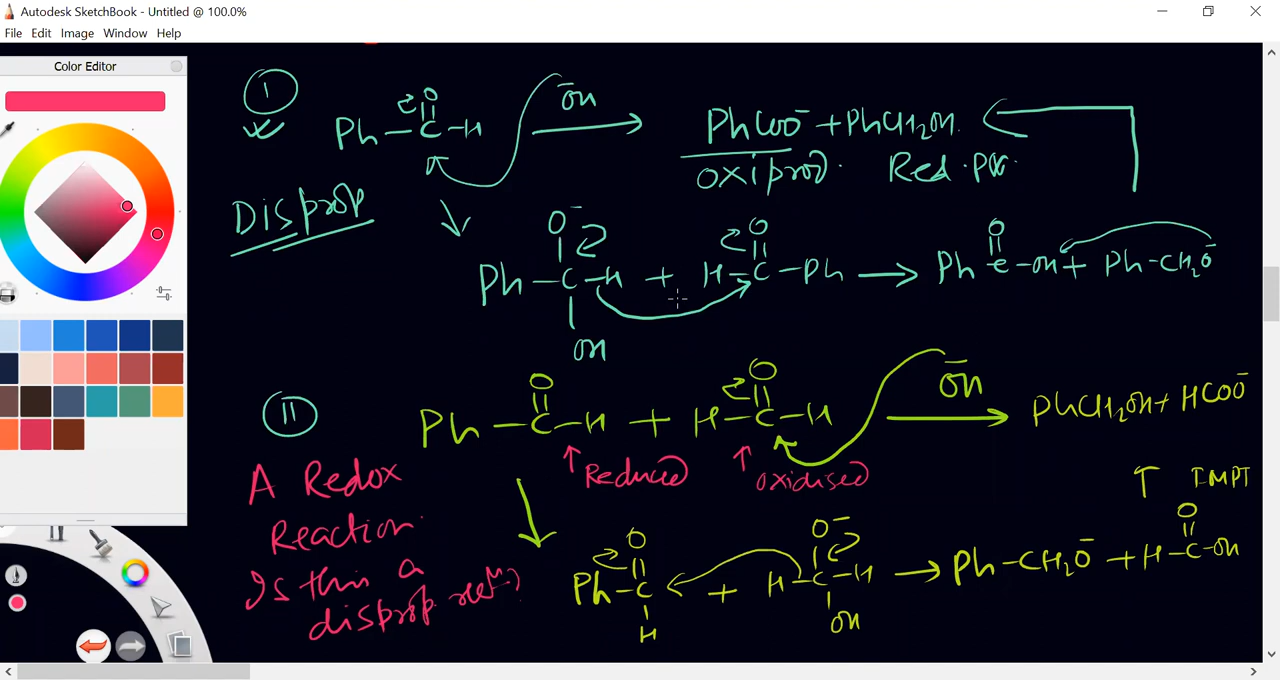 Autodesk SketchBook - Untitled @ 100.0%
File Edit Image Window Help
Color Editor
I
Ph-C-H
O
OH⁻
PhCOO⁻ + PhCH2OH
oxi prod. Red. Pdt.
Disprop
O⁻
Ph-C-H + H-C-Ph → Ph-C-OH + Ph-CH2O⁻
O O
OH
II
Ph-C-H + H-C-H
O O
OH⁻
PhCH2OH + HCOO⁻
↑ Reduced ↑ oxidised
↑ IMPT
A Redox
Reaction.
Is this a
disprop. reXn?
O O⁻ O
Ph-C + H-C-H → Ph-CH2O⁻ + H-C-OH
H OH